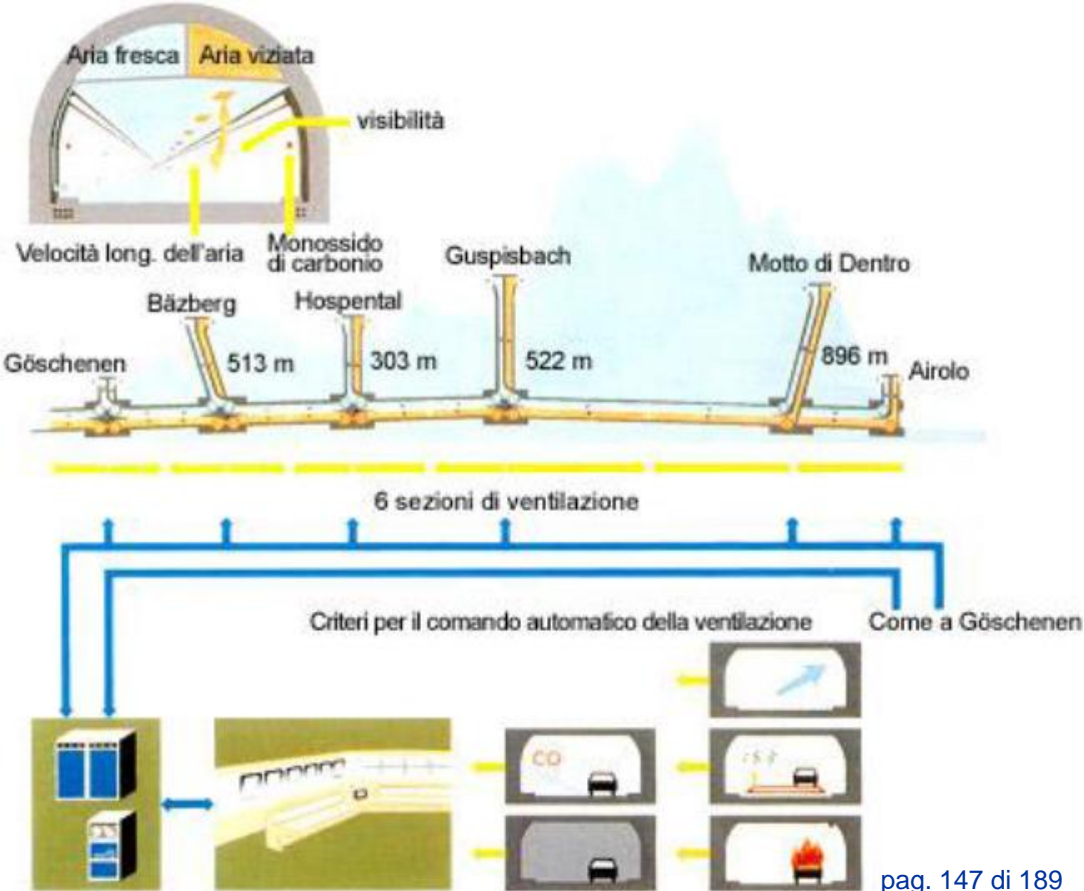 Aria fresca
Aria viziata
visibilità
Velocità long. dell'aria
Monossido
di carbonio
Göschenen
Bäzberg
513 m
Hospental
303 m
Guspisbach
522 m
Motto di Dentro
896 m
Airolo
6 sezioni di ventilazione
Criteri per il comando automatico della ventilazione
Come a Göschenen
CO
pag. 147 di 189